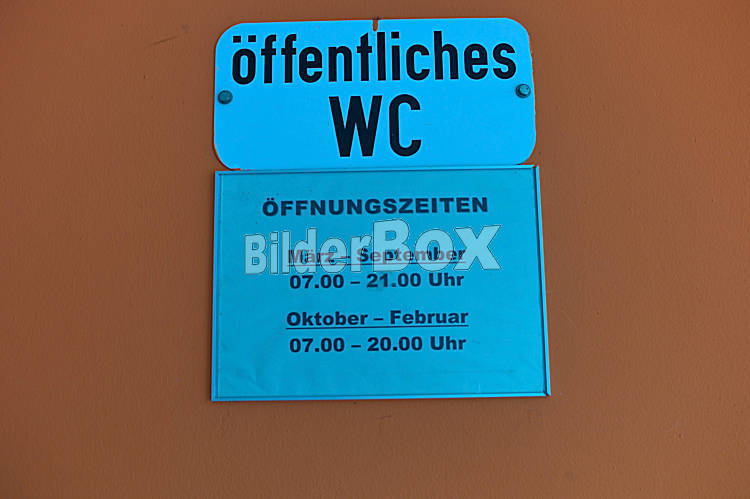 öffentliches
WC
ÖFFNUNGSZEITEN
BilderBox
März – September
07.00 – 21.00 Uhr
Oktober – Februar
07.00 – 20.00 Uhr